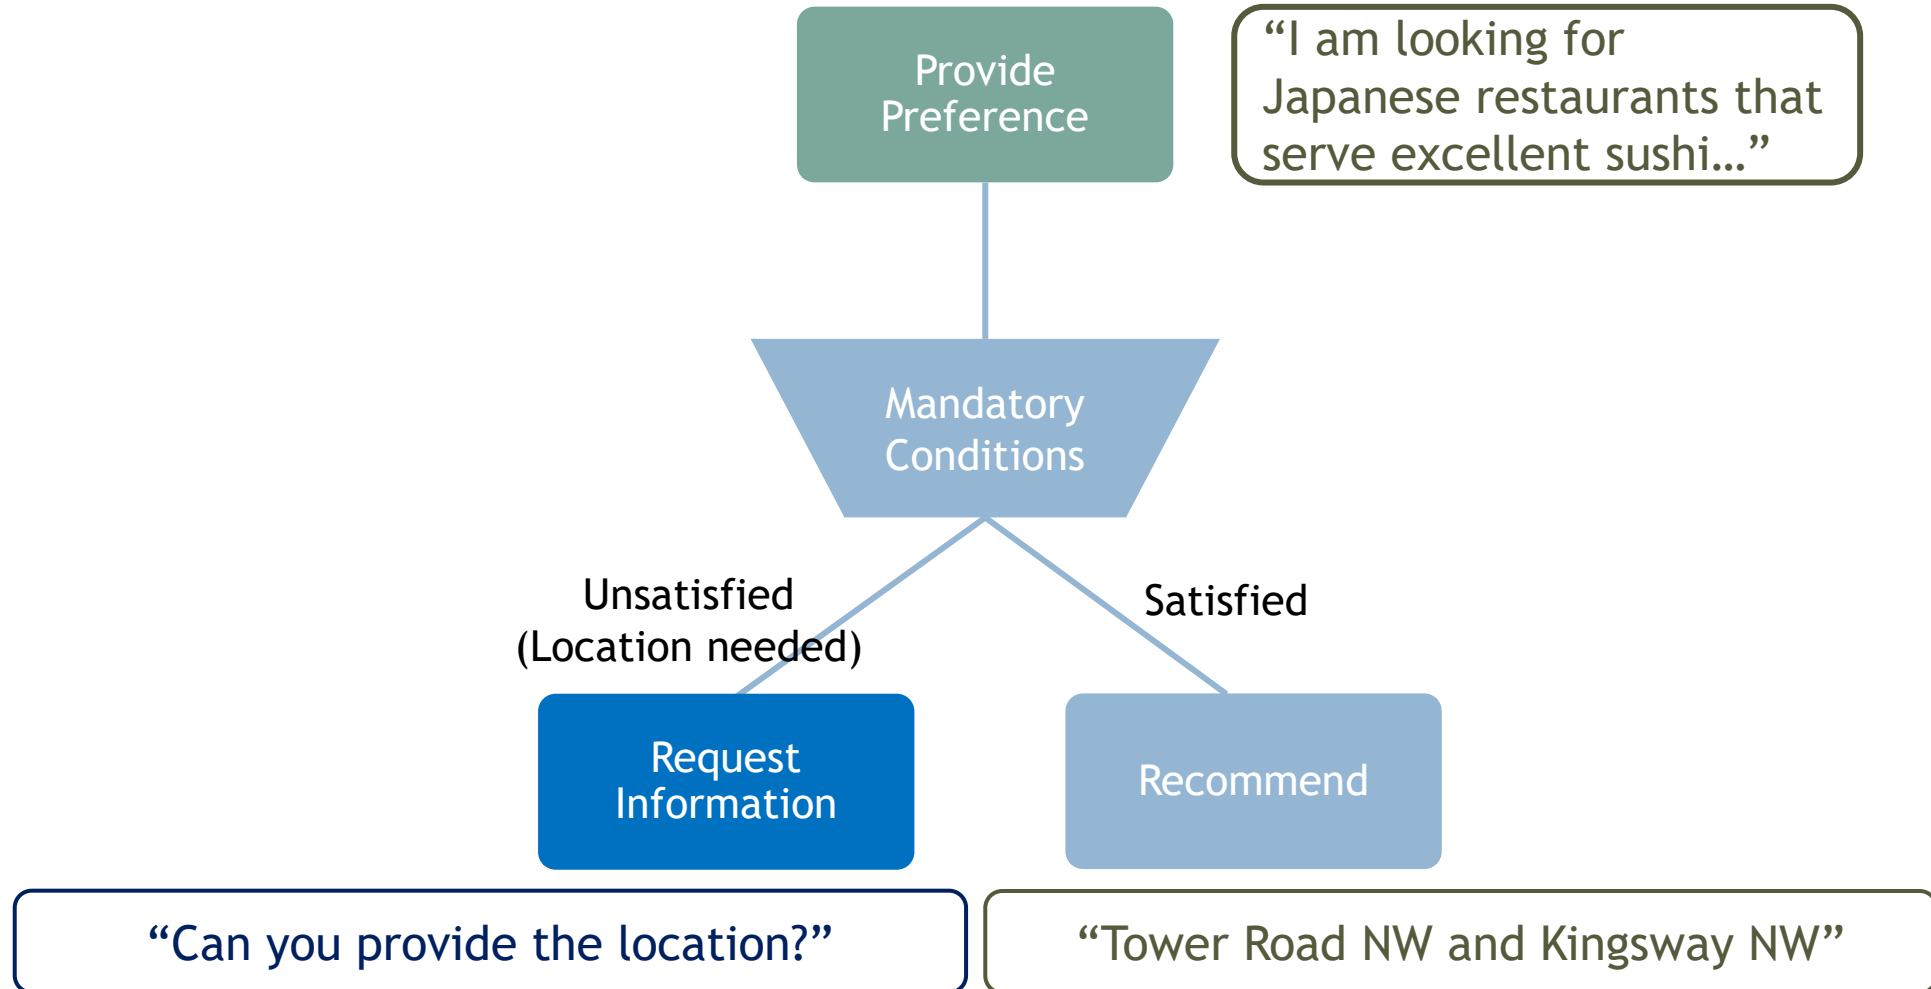 Provide
Preference
“I am looking for
Japanese restaurants that
serve excellent sushi…”
Mandatory
Conditions
Unsatisfied
(Location needed)
Satisfied
Request
Information
Recommend
“Can you provide the location?”
“Tower Road NW and Kingsway NW”